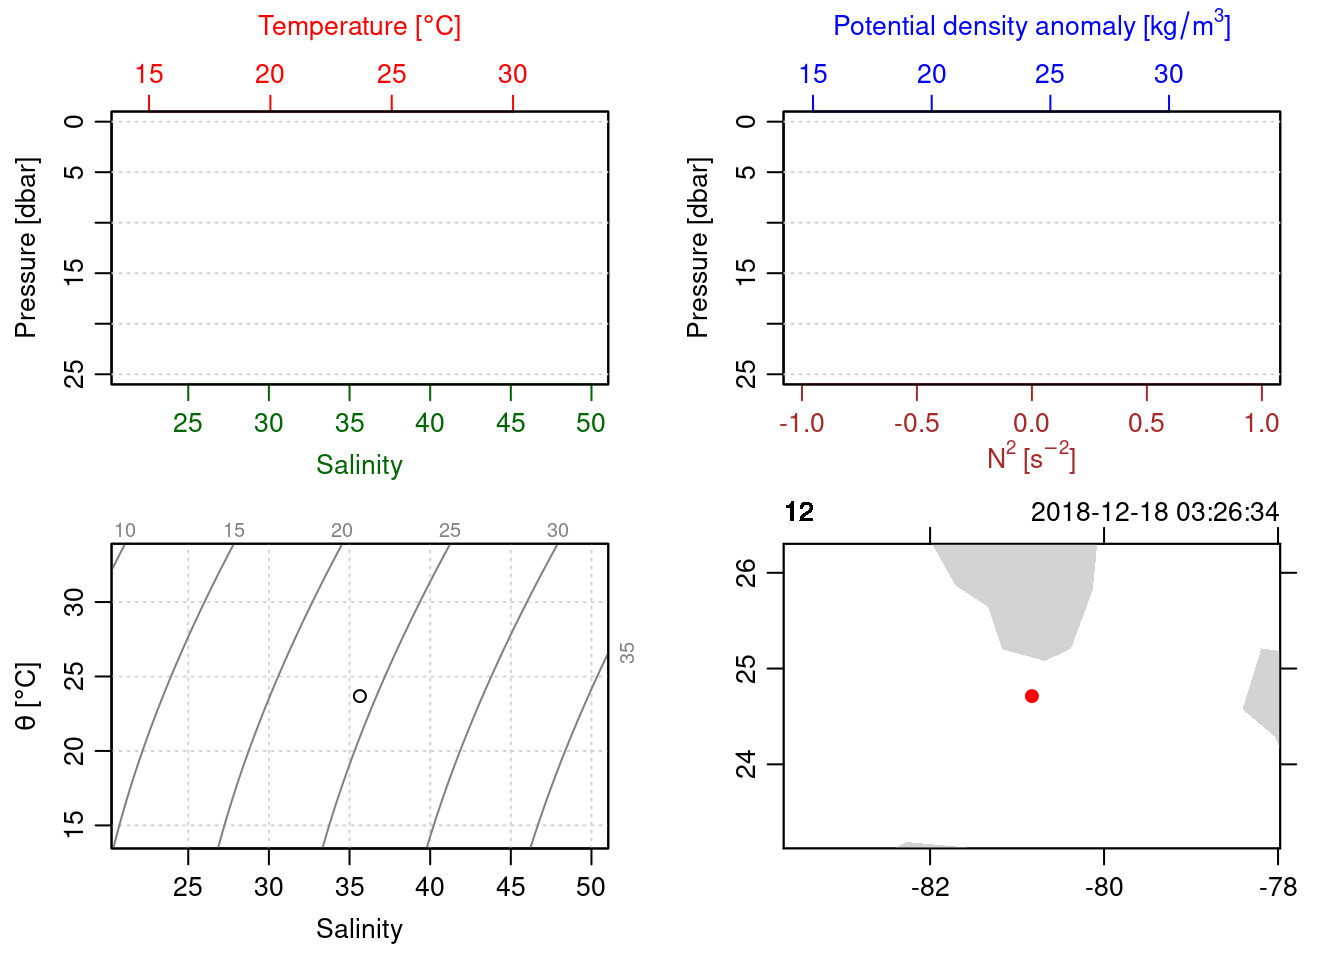 Temperature [°C]
15 20 25 30
0
5
15
25
Pressure [dbar]
25 30 35 40 45 50
Salinity
Potential density anomaly [kg/m³]
15 20 25 30
0
5
15
25
Pressure [dbar]
-1.0 -0.5 0.0 0.5 1.0
N² [s⁻²]
10 15 20 25 30
35
30
25
20
15
θ [°C]
25 30 35 40 45 50
Salinity
12 2018-12-18 03:26:34
26
25
24
-82 -80 -78